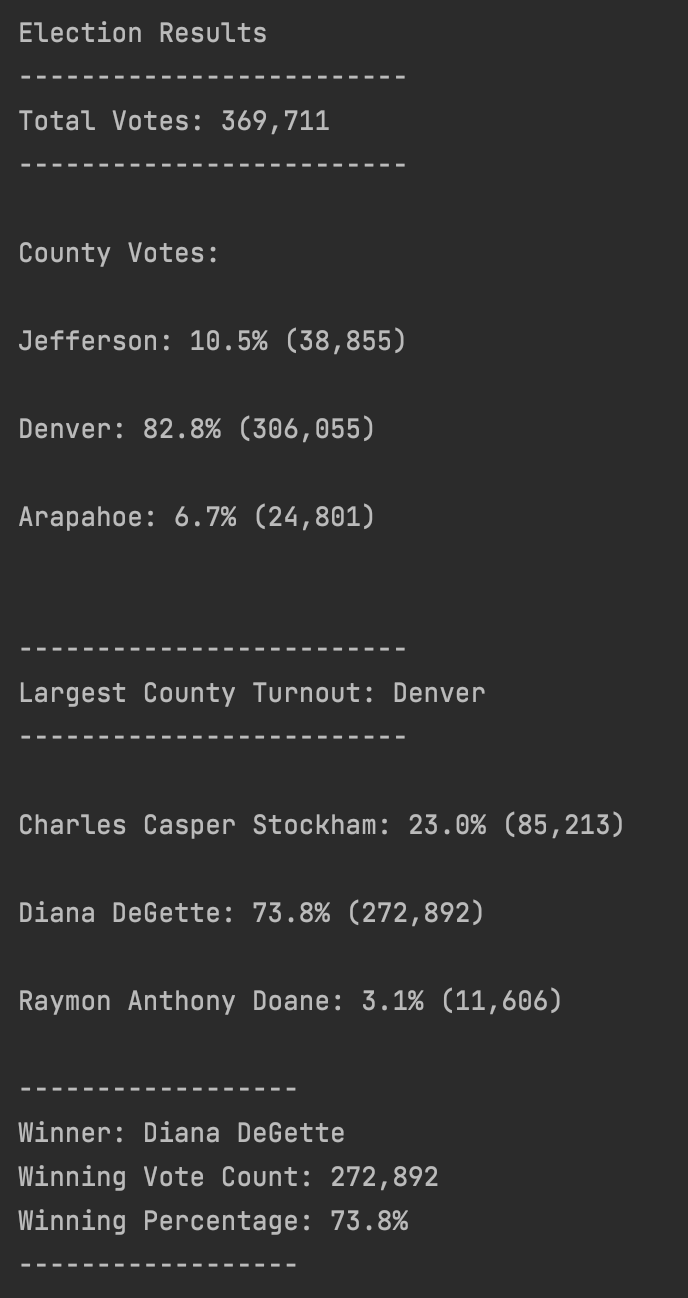 Election Results
-------------------------
Total Votes: 369,711
-------------------------
County Votes:
Jefferson: 10.5% (38,855)
Denver: 82.8% (306,055)
Arapahoe: 6.7% (24,801)
-------------------------
Largest County Turnout: Denver
-------------------------
Charles Casper Stockham: 23.0% (85,213)
Diana DeGette: 73.8% (272,892)
Raymon Anthony Doane: 3.1% (11,606)
------------------
Winner: Diana DeGette
Winning Vote Count: 272,892
Winning Percentage: 73.8%
------------------